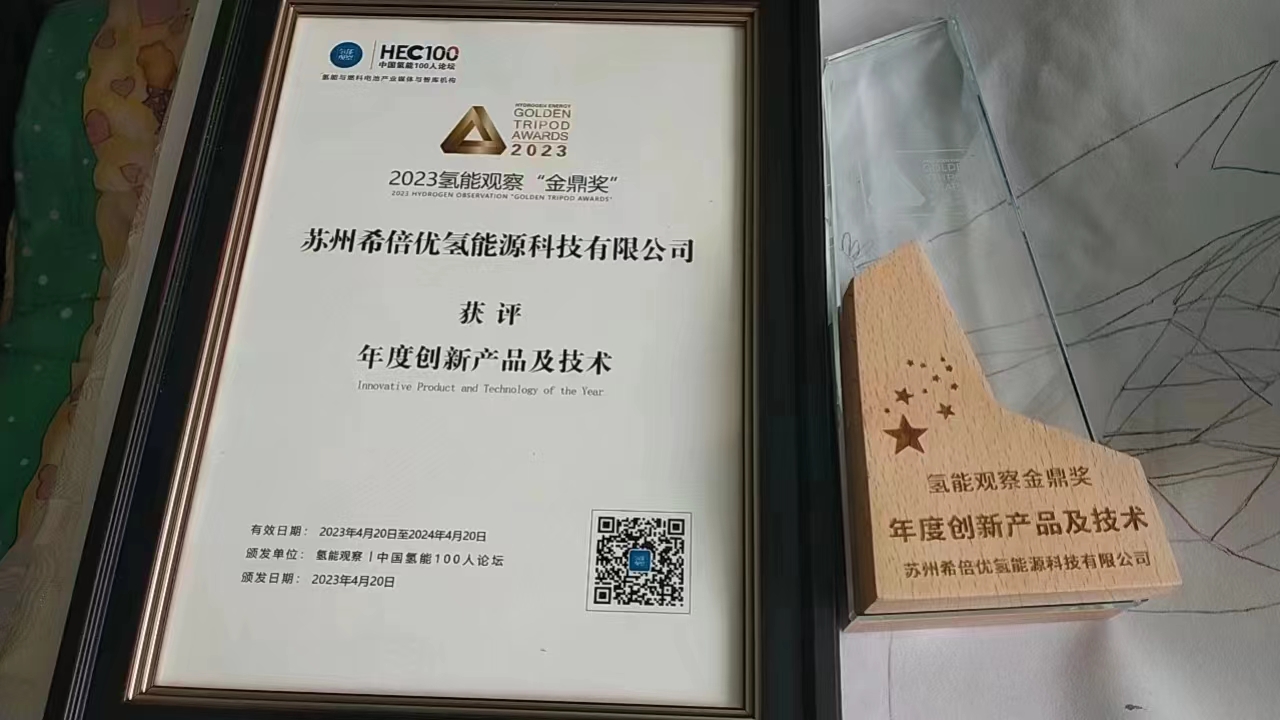 HEC100
中国氢能100人论坛
氢能与燃料电池产业媒体与智库机构
HYDROGEN ENERGY
GOLDEN
TRIPOD
AWARDS
2023
2023氢能观察“金鼎奖”
2023 HYDROGEN OBSERVATION "GOLDEN TRIPOD AWARDS"
苏州希倍优氢能源科技有限公司
获评
年度创新产品及技术
Innovative Product and Technology of the Year
有效日期： 2023年4月20日至2024年4月20日
颁发单位： 氢能观察 | 中国氢能100人论坛
颁发日期： 2023年4月20日
氢能观察金鼎奖
年度创新产品及技术
苏州希倍优氢能源科技有限公司